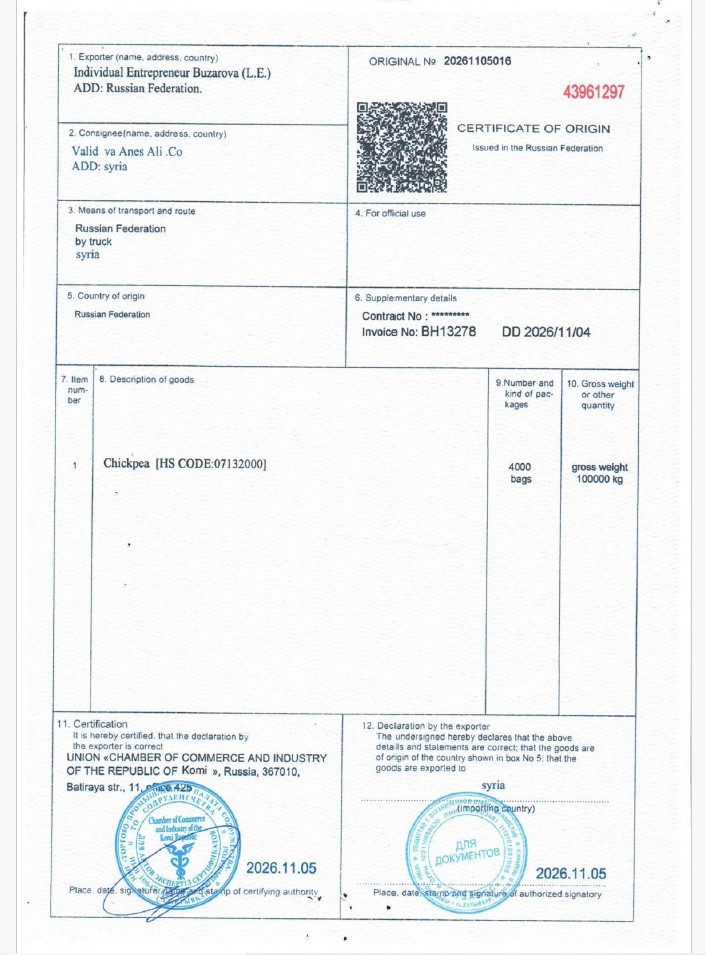 1. Exporter (name, address, country)
Individual Entrepreneur Buzarova (L.E.)
ADD: Russian Federation.
ORIGINAL № 20261105016
43961297
CERTIFICATE OF ORIGIN
Issued in the Russian Federation
2. Consignee(name, address, country)
Valid va Anes Ali .Co
ADD: syria
3. Means of transport and route
Russian Federation
by truck
syria
4. For official use
5. Country of origin
Russian Federation
6. Supplementary details
Contract No : *********
Invoice No: BH13278 DD 2026/11/04
7. Item
num-
ber
8. Description of goods
9.Number and
kind of pac-
kages
10. Gross weight
or other
quantity
1
Chickpea [HS CODE:07132000]
4000
bags
gross weight
100000 kg
11. Certification
It is hereby certified. that the declaration by
the exporter is correct
UNION «CHAMBER OF COMMERCE AND INDUSTRY
OF THE REPUBLIC OF Komi », Russia, 367010,
Batiraya str., 11, office 425
Chamber of Commerce
and Industry of the
Komi Republic
2026.11.05
Place, date, signature and stamp of certifying authority
12. Declaration by the exporter
The undersigned hereby declares that the above
details and statements are correct; that the goods are
of origin of the country shown in box No 5: that the
goods are exported to
syria
(importing country)
ДЛЯ
ДОКУМЕНТОВ
2026.11.05
Place, date, stamp and signature of authorized signatory